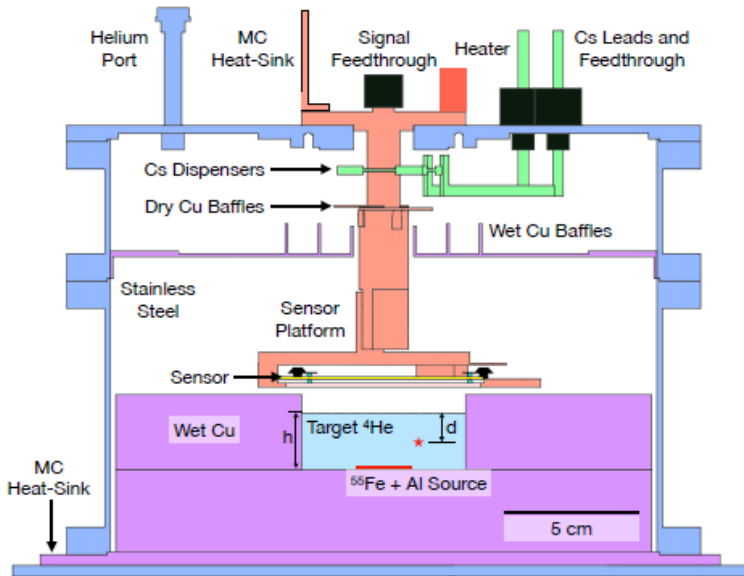 Helium
Port
MC
Heat-Sink
Signal
Feedthrough
Heater
Cs Leads and
Feedthrough
Cs Dispensers
Dry Cu Baffles
Wet Cu Baffles
Stainless
Steel
Sensor
Platform
Sensor
Wet Cu
h
Target ⁴He
d
MC
Heat-Sink
⁵⁵Fe + Al Source
5 cm